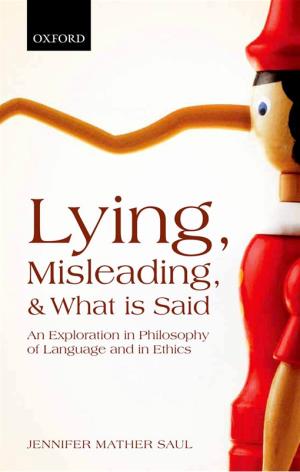 OXFORD
Lying,
Misleading,
& What is Said
An Exploration in Philosophy
of Language and in Ethics
JENNIFER MATHER SAUL